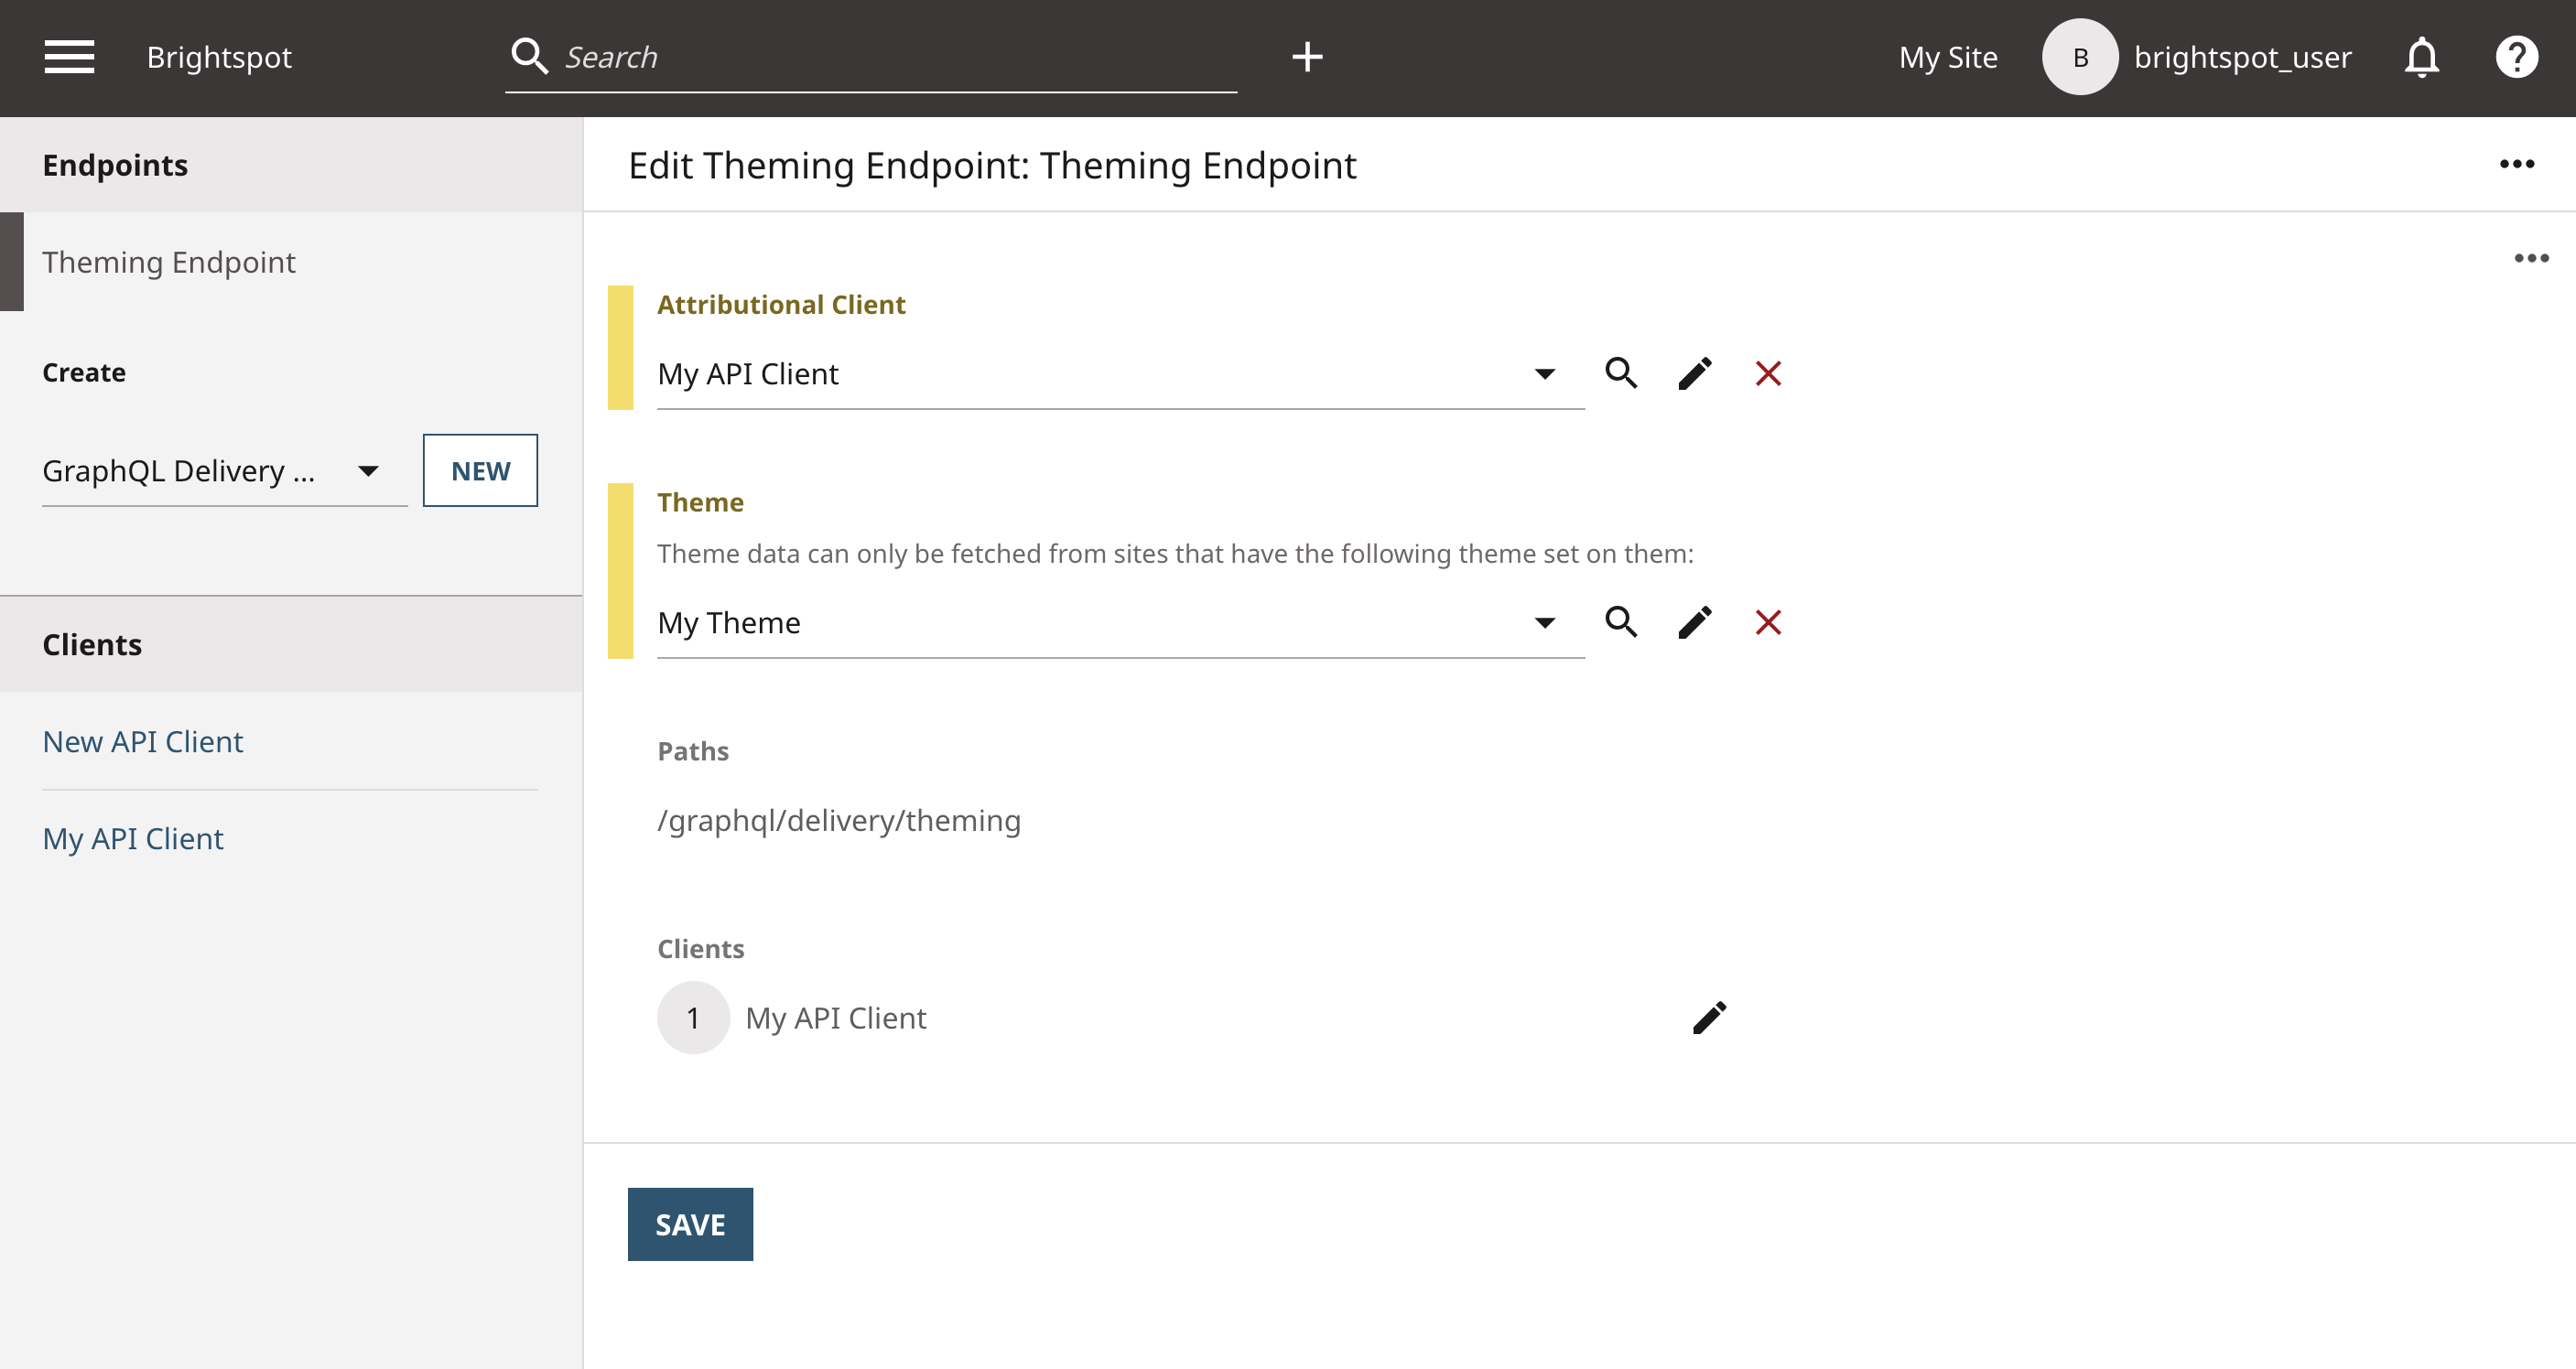 Brightspot
Search
My Site
B
brightspot_user
Endpoints
Theming Endpoint
Create
GraphQL Delivery ...
NEW
Clients
New API Client
My API Client
Edit Theming Endpoint: Theming Endpoint
Attributional Client
My API Client
Theme
Theme data can only be fetched from sites that have the following theme set on them:
My Theme
Paths
/graphql/delivery/theming
Clients
1 My API Client
SAVE